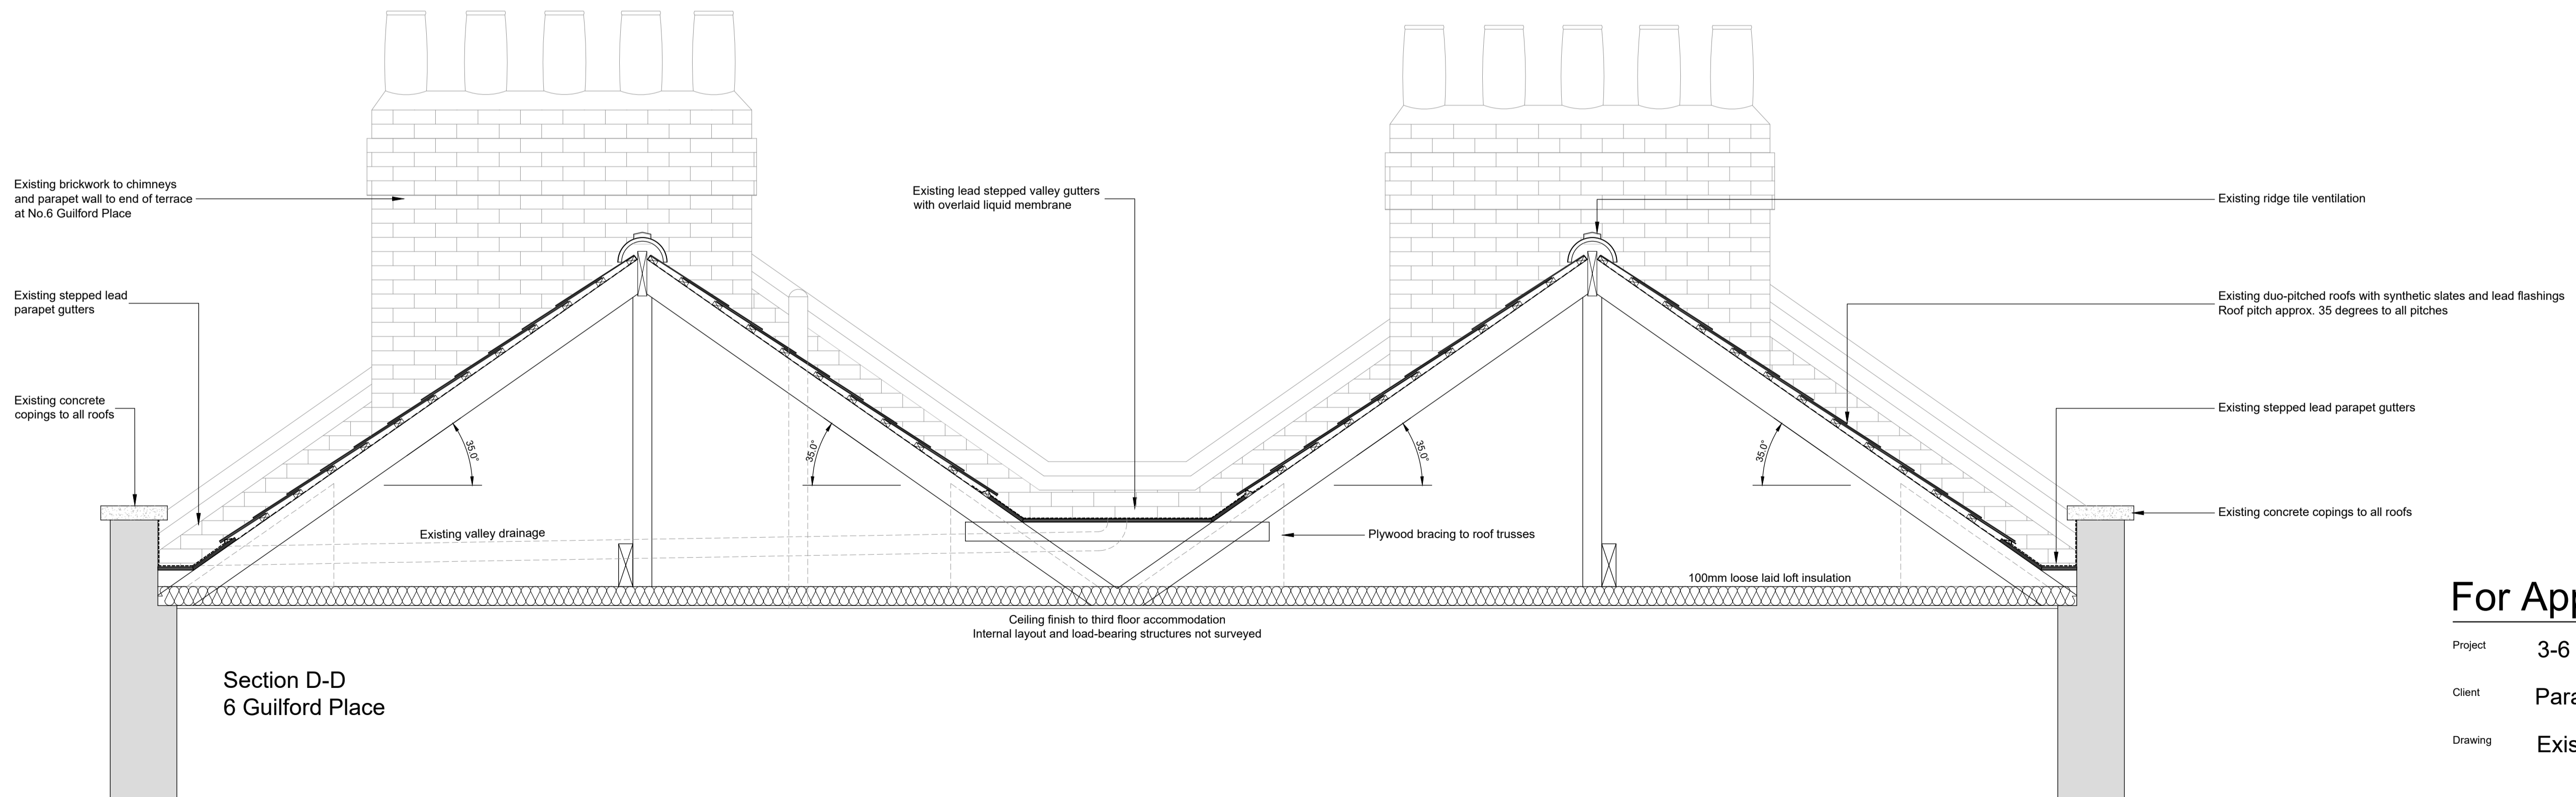 Existing brickwork to chimneys
and parapet wall to end of terrace
at No.6 Guilford Place
Existing stepped lead
parapet gutters
Existing concrete
copings to all roofs
Existing lead stepped valley gutters
with overlaid liquid membrane
Existing ridge tile ventilation
Existing duo-pitched roofs with synthetic slates and lead flashings
Roof pitch approx. 35 degrees to all pitches
Existing stepped lead parapet gutters
Existing concrete copings to all roofs
35.0°
35.0°
35.0°
35.0°
Existing valley drainage
Plywood bracing to roof trusses
100mm loose laid loft insulation
Ceiling finish to third floor accommodation
Internal layout and load-bearing structures not surveyed
Section D-D
6 Guilford Place
For App
Project 3-6
Client Para
Drawing Exis